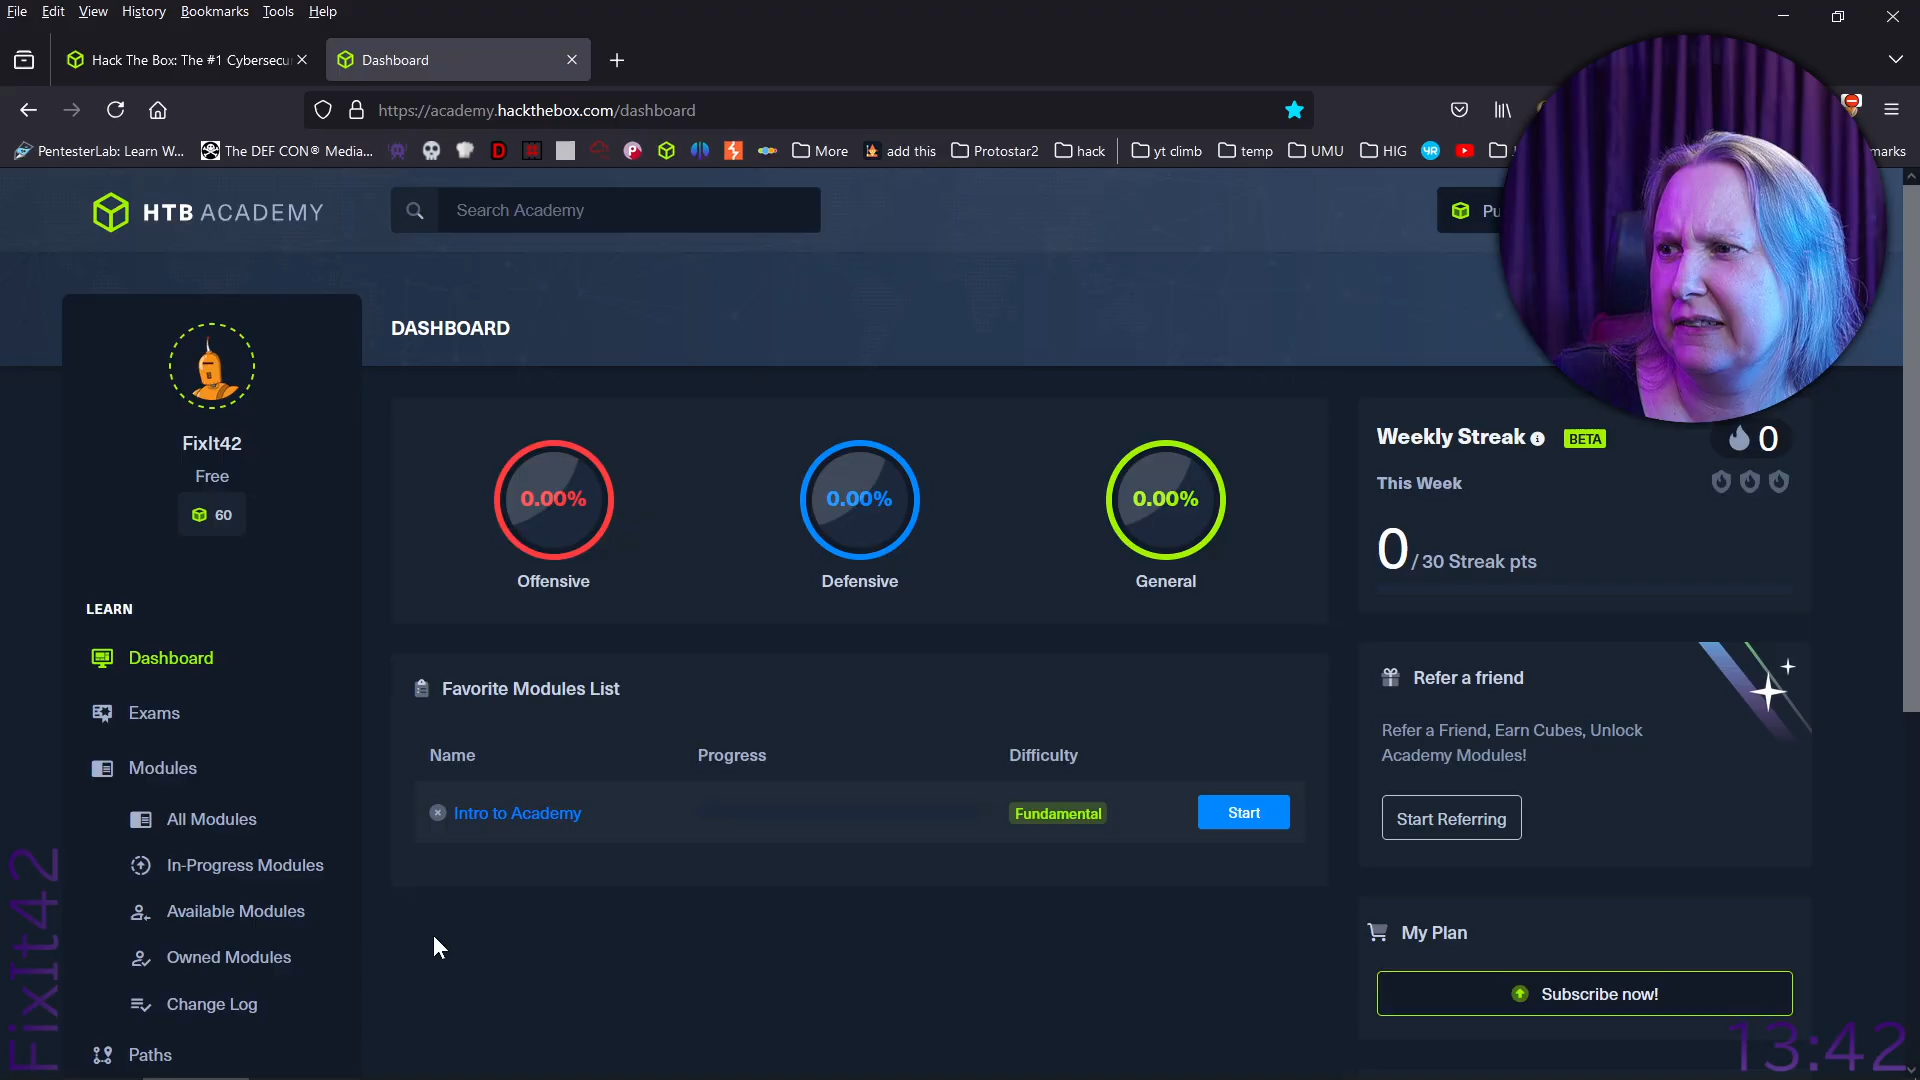 File Edit View History Bookmarks Tools Help
Hack The Box: The #1 Cybersecu
Dashboard
https://academy.hackthebox.com/dashboard
PentesterLab: Learn W...
The DEF CON® Media...
More
add this
Protostar2
hack
yt climb
temp
UMU
HIG
marks
HTB ACADEMY
Search Academy
Pu
DASHBOARD
FixIt42
Free
60
LEARN
Dashboard
Exams
Modules
All Modules
In-Progress Modules
Available Modules
Owned Modules
Change Log
Paths
0.00%
Offensive
0.00%
Defensive
0.00%
General
Favorite Modules List
Name Progress Difficulty
Intro to Academy Fundamental Start
Weekly Streak BETA 0
This Week
0 / 30 Streak pts
Refer a friend
Refer a Friend, Earn Cubes, Unlock
Academy Modules!
Start Referring
My Plan
Subscribe now!
FixIt42
13:42